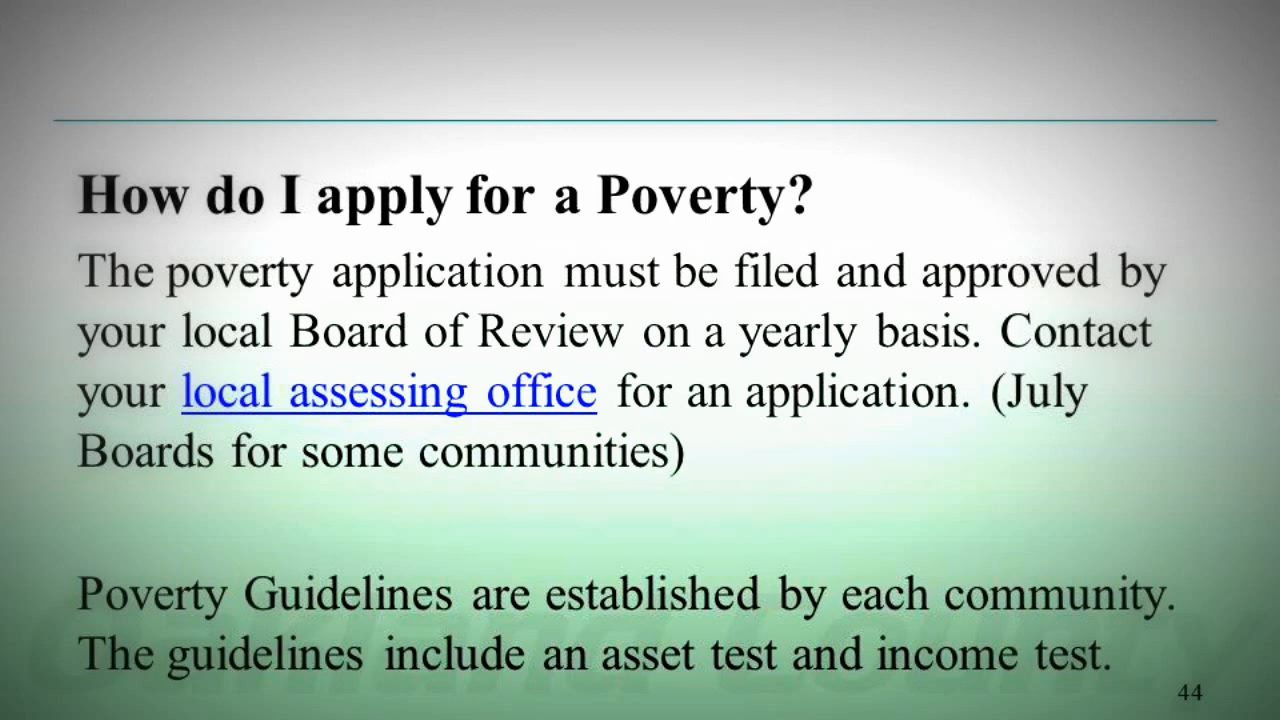 How do I apply for a Poverty?
The poverty application must be filed and approved by
your local Board of Review on a yearly basis. Contact
your local assessing office for an application. (July
Boards for some communities)
Poverty Guidelines are established by each community.
The guidelines include an asset test and income test.
Oakland County
44